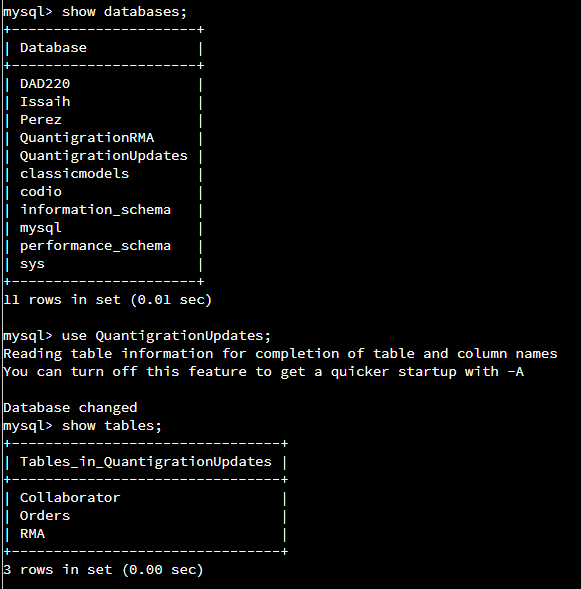 mysql> show databases;
+----------------------+
| Database             |
+----------------------+
| DAD220               |
| Issaih               |
| Perez                |
| QuantigrationRMA     |
| QuantigrationUpdates |
| classicmodels        |
| codio                |
| information_schema   |
| mysql                |
| performance_schema   |
| sys                  |
+----------------------+
11 rows in set (0.01 sec)

mysql> use QuantigrationUpdates;
Reading table information for completion of table and column names
You can turn off this feature to get a quicker startup with -A

Database changed
mysql> show tables;
+--------------------------------+
| Tables_in_QuantigrationUpdates |
+--------------------------------+
| Collaborator                   |
| Orders                         |
| RMA                            |
+--------------------------------+
3 rows in set (0.00 sec)